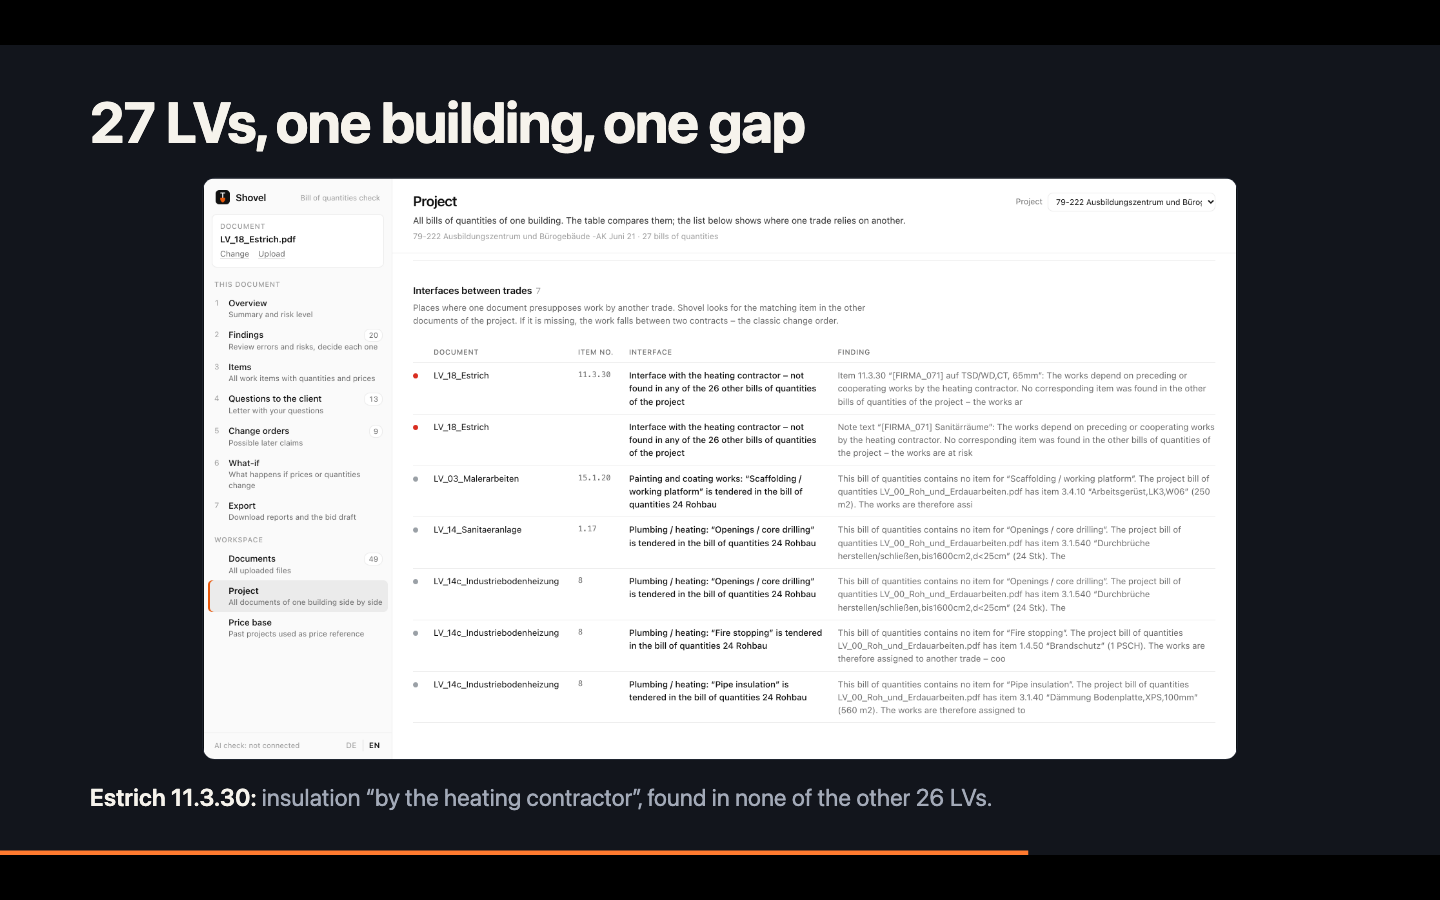 27 LVs, one building, one gap
Shovel
Bill of quantities check
DOCUMENT
LV_18_Estrich.pdf
Change Upload
THIS DOCUMENT
1 Overview
Summary and risk level
2 Findings 20
Review errors and risks, decide each one
3 Items
All work items with quantities and prices
4 Questions to the client 13
Letter with your questions
5 Change orders 9
Possible later claims
6 What-if
What happens if prices or quantities
change
7 Export
Download reports and the bid draft
WORKSPACE
Documents 49
All uploaded files
Project
All documents of one building side by side
Price base
Past projects used as price reference
AI check: not connected
DE EN
Project
Project 79-222 Ausbildungszentrum und Büro
All bills of quantities of one building. The table compares them; the list below shows where one trade relies on another.
79-222 Ausbildungszentrum und Bürogebäude -AK Juni 21 · 27 bills of quantities
Interfaces between trades 7
Places where one document presupposes work by another trade. Shovel looks for the matching item in the other
documents of the project. If it is missing, the work falls between two contracts – the classic change order.
DOCUMENT ITEM NO. INTERFACE FINDING
LV_18_Estrich
11.3.30
Interface with the heating contractor – not
found in any of the 26 other bills of quantities
of the project
Item 11.3.30 “[FIRMA_071] auf TSD/WD,CT, 65mm”: The works depend on preceding or
cooperating works by the heating contractor. No corresponding item was found in the other
bills of quantities of the project – the works ar
LV_18_Estrich
Interface with the heating contractor – not
found in any of the 26 other bills of quantities
of the project
Note text “[FIRMA_071] Sanitärräume”: The works depend on preceding or cooperating works
by the heating contractor. No corresponding item was found in the other bills of quantities of
the project – the works are at risk
LV_03_Malerarbeiten
15.1.20
Painting and coating works: “Scaffolding /
working platform” is tendered in the bill of
quantities 24 Rohbau
This bill of quantities contains no item for “Scaffolding / working platform”. The project bill of
quantities LV_00_Roh_und_Erdauarbeiten.pdf has item 3.4.10 “Arbeitsgerüst,LK3,W06” (250
m2). The works are therefore assi
LV_14_Sanitaeranlage
1.17
Plumbing / heating: “Openings / core drilling”
is tendered in the bill of quantities 24 Rohbau
This bill of quantities contains no item for “Openings / core drilling”. The project bill of
quantities LV_00_Roh_und_Erdauarbeiten.pdf has item 3.1.540 “Durchbrüche
herstellen/schließen,bis1600cm2,d<25cm” (24 Stk). The
LV_14c_Industriebodenheizung
8
Plumbing / heating: “Openings / core drilling”
is tendered in the bill of quantities 24 Rohbau
This bill of quantities contains no item for “Openings / core drilling”. The project bill of
quantities LV_00_Roh_und_Erdauarbeiten.pdf has item 3.1.540 “Durchbrüche
herstellen/schließen,bis1600cm2,d<25cm” (24 Stk). The
LV_14c_Industriebodenheizung
8
Plumbing / heating: “Fire stopping” is tendered
in the bill of quantities 24 Rohbau
This bill of quantities contains no item for “Fire stopping”. The project bill of quantities
LV_00_Roh_und_Erdauarbeiten.pdf has item 1.4.50 “Brandschutz” (1 PSCH). The works are
therefore assigned to another trade – coo
LV_14c_Industriebodenheizung
8
Plumbing / heating: “Pipe insulation” is
tendered in the bill of quantities 24 Rohbau
This bill of quantities contains no item for “Pipe insulation”. The project bill of quantities
LV_00_Roh_und_Erdauarbeiten.pdf has item 3.1.40 “Dämmung Bodenplatte,XPS,100mm”
(560 m2). The works are therefore assigned to
Estrich 11.3.30: insulation “by the heating contractor”, found in none of the other 26 LVs.